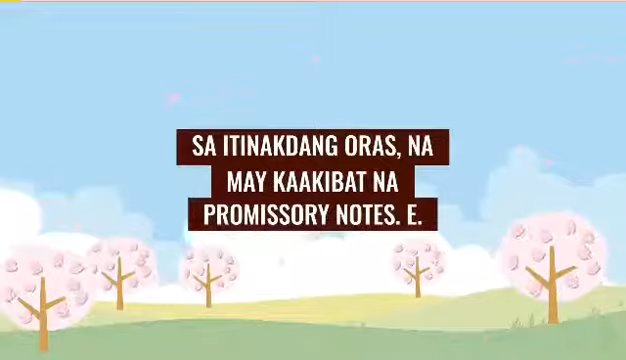 SA ITINAKDANG ORAS, NA
MAY KAAKIBAT NA
PROMISSORY NOTES. E.